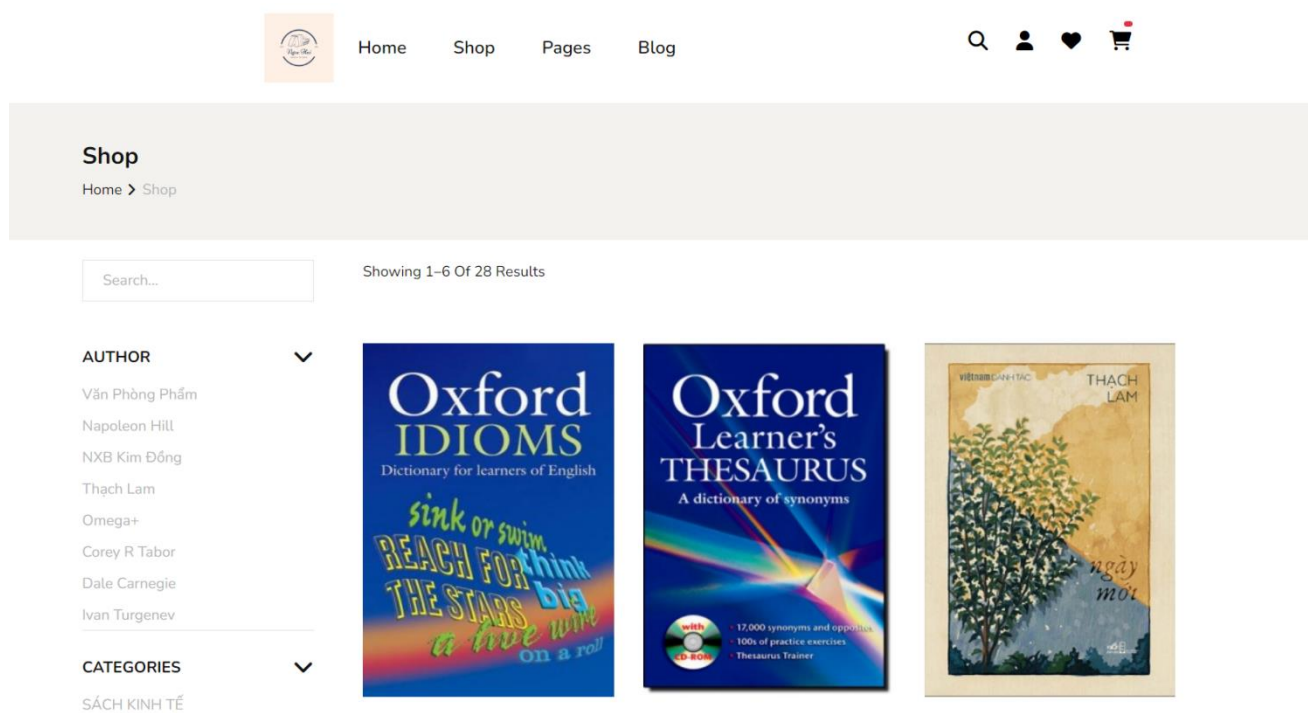 Home Shop Pages Blog
Shop
Home > Shop
Search...
Showing 1–6 Of 28 Results
AUTHOR
Văn Phòng Phẩm
Napoleon Hill
NXB Kim Đồng
Thạch Lam
Omega+
Corey R Tabor
Dale Carnegie
Ivan Turgenev
CATEGORIES
SÁCH KINH TẾ
Oxford
IDIOMS
Dictionary for learners of English
sink or swim
REACH FOR
THE STARS
think
big
a live wire
on a roll
Oxford
Learner's
THESAURUS
A dictionary of synonyms
with
CD-ROM
· 17,000 synonyms and opposites
· 100s of practice exercises
· Thesaurus Trainer
việtnam DANH TÁC
THẠCH
LAM
ngày
mới